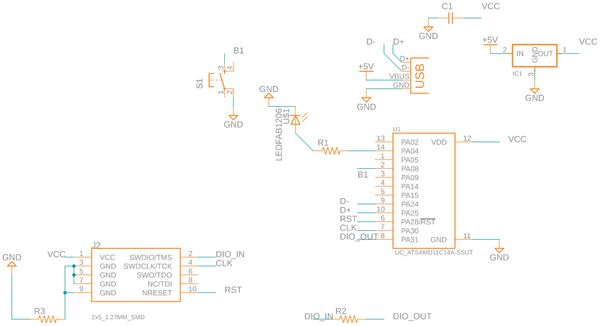 C1
VCC
GND
D-
D+
+5V
VCC
D+
D-
VBUS
GND
USB
+5V
GND
2
IN
OUT
1
GND
3
IC1
GND
B1
S1
3
4
1
2
GND
GND
LEDFAB1206
US1
R1
U1
13
PA02
VDD
12
VCC
14
PA04
1
PA05
2
PA08
B1
3
PA09
4
PA14
5
PA15
D-
9
PA24
D+
10
PA25
RST
6
PA28/RST
CLK
7
PA30
DIO_OUT
8
PA31
GND
11
GND
UC_ATSAMD11C14A-SSUT
J2
VCC
1
VCC
SWDIO/TMS
2
DIO_IN
GND
3
GND
SWDCLK/TCK
4
CLK
5
GND
SWO/TDO
6
7
GND
NC/TDI
8
9
GND
NRESET
10
RST
R3
2x5_1.27MM_SMD
DIO_IN
R2
DIO_OUT